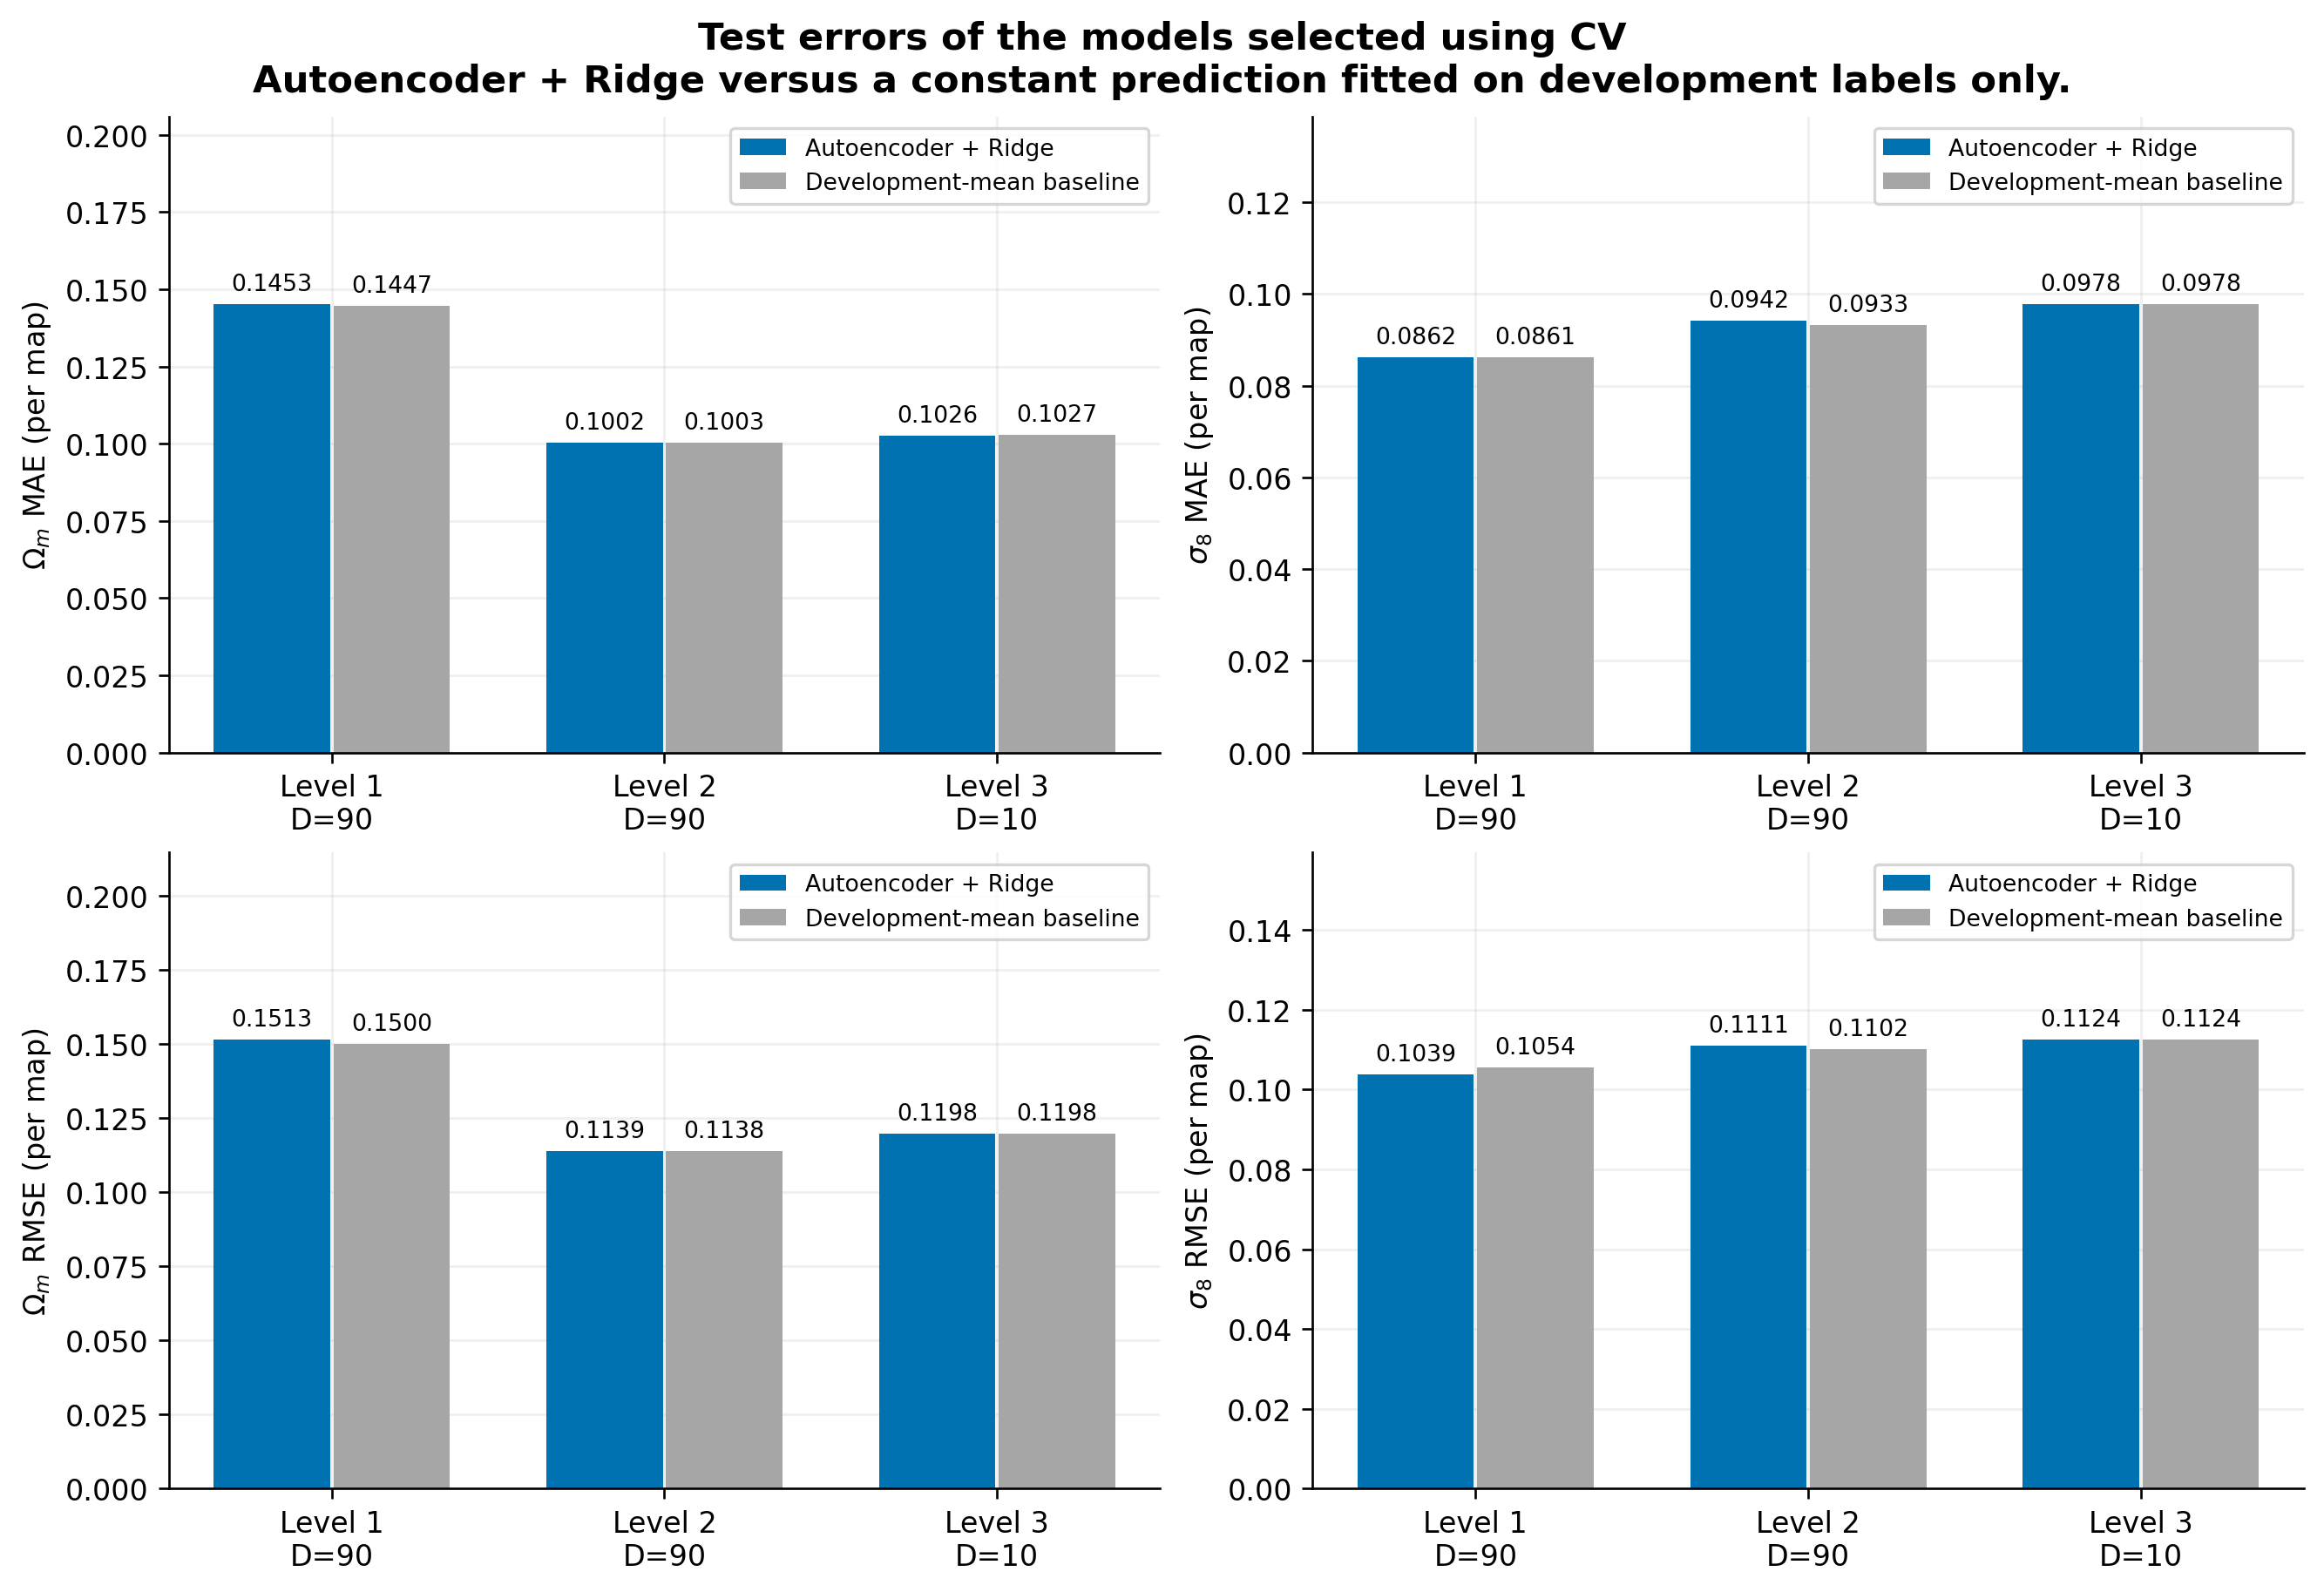 Test errors of the models selected using CV
Autoencoder + Ridge versus a constant prediction fitted on development labels only.
Ωm MAE (per map)
0.200
0.175
0.150
0.125
0.100
0.075
0.050
0.025
0.000
Autoencoder + Ridge
Development-mean baseline
0.1453
0.1447
0.1002
0.1003
0.1026
0.1027
Level 1
D=90
Level 2
D=90
Level 3
D=10
σ8 MAE (per map)
0.12
0.10
0.08
0.06
0.04
0.02
0.00
Autoencoder + Ridge
Development-mean baseline
0.0862
0.0861
0.0942
0.0933
0.0978
0.0978
Level 1
D=90
Level 2
D=90
Level 3
D=10
Ωm RMSE (per map)
0.200
0.175
0.150
0.125
0.100
0.075
0.050
0.025
0.000
Autoencoder + Ridge
Development-mean baseline
0.1513
0.1500
0.1139
0.1138
0.1198
0.1198
Level 1
D=90
Level 2
D=90
Level 3
D=10
σ8 RMSE (per map)
0.14
0.12
0.10
0.08
0.06
0.04
0.02
0.00
Autoencoder + Ridge
Development-mean baseline
0.1039
0.1054
0.1111
0.1102
0.1124
0.1124
Level 1
D=90
Level 2
D=90
Level 3
D=10